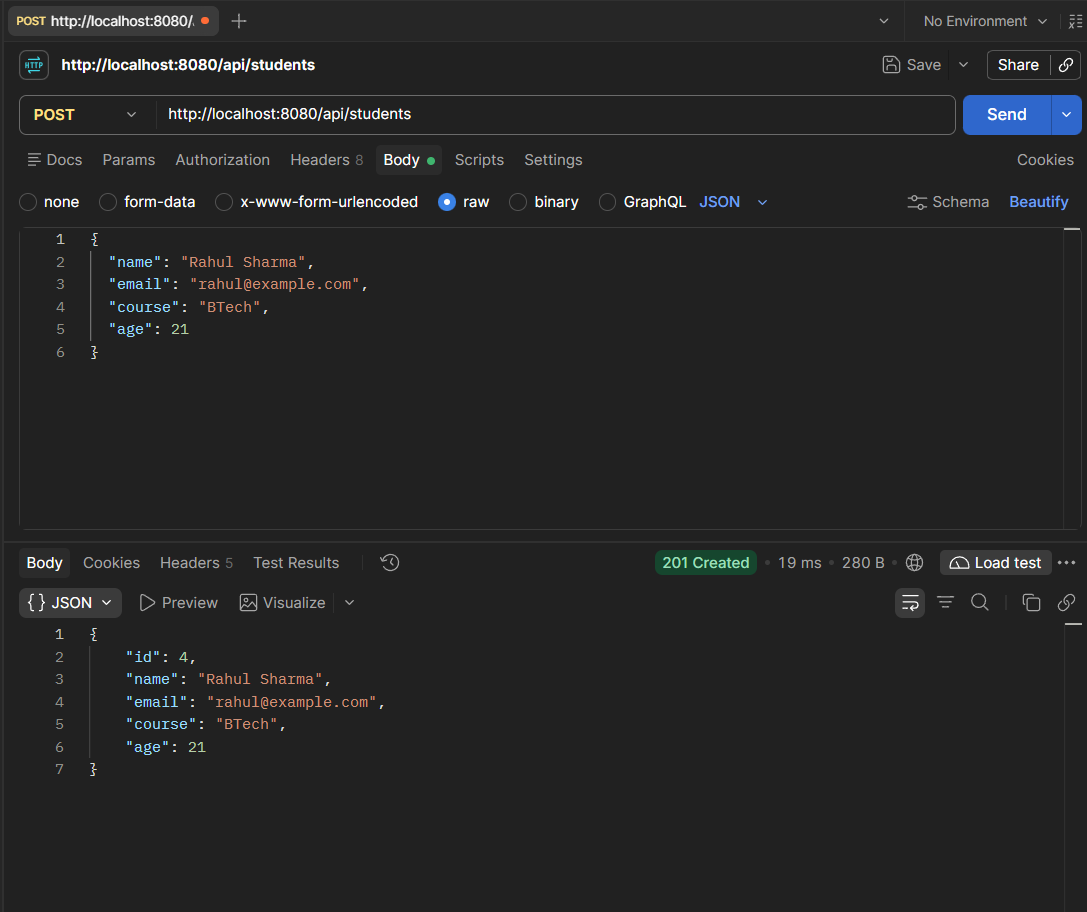 POST http://localhost:8080/. No Environment
HTTP http://localhost:8080/api/students Save Share
POST http://localhost:8080/api/students Send
Docs Params Authorization Headers 8 Body Scripts Settings Cookies
none form-data x-www-form-urlencoded raw binary GraphQL JSON Schema Beautify
1 {
2 "name": "Rahul Sharma",
3 "email": "rahul@example.com",
4 "course": "BTech",
5 "age": 21
6 }
Body Cookies Headers 5 Test Results 201 Created • 19 ms • 280 B • Load test
{} JSON Preview Visualize
1 {
2 "id": 4,
3 "name": "Rahul Sharma",
4 "email": "rahul@example.com",
5 "course": "BTech",
6 "age": 21
7 }